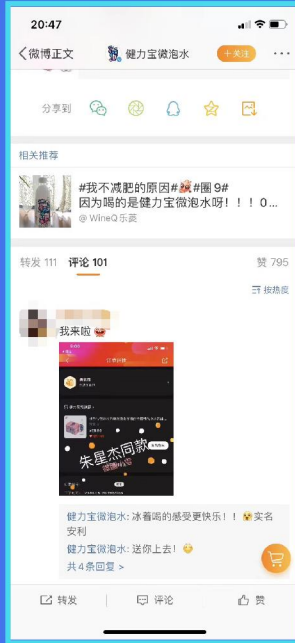 20:47
微博正文
健力宝微泡水
+关注
分享到
相关推荐
#我不减肥的原因##圈9#
因为喝的是健力宝微泡水呀！！！0...
@WineQ乐菱
转发 111
评论 101
赞 795
按热度
我来啦
朱星杰同款
健力宝微泡水: 冰着喝的感受更快乐！！实名
安利
健力宝微泡水: 送你上去！
共4条回复 >
转发
评论
赞